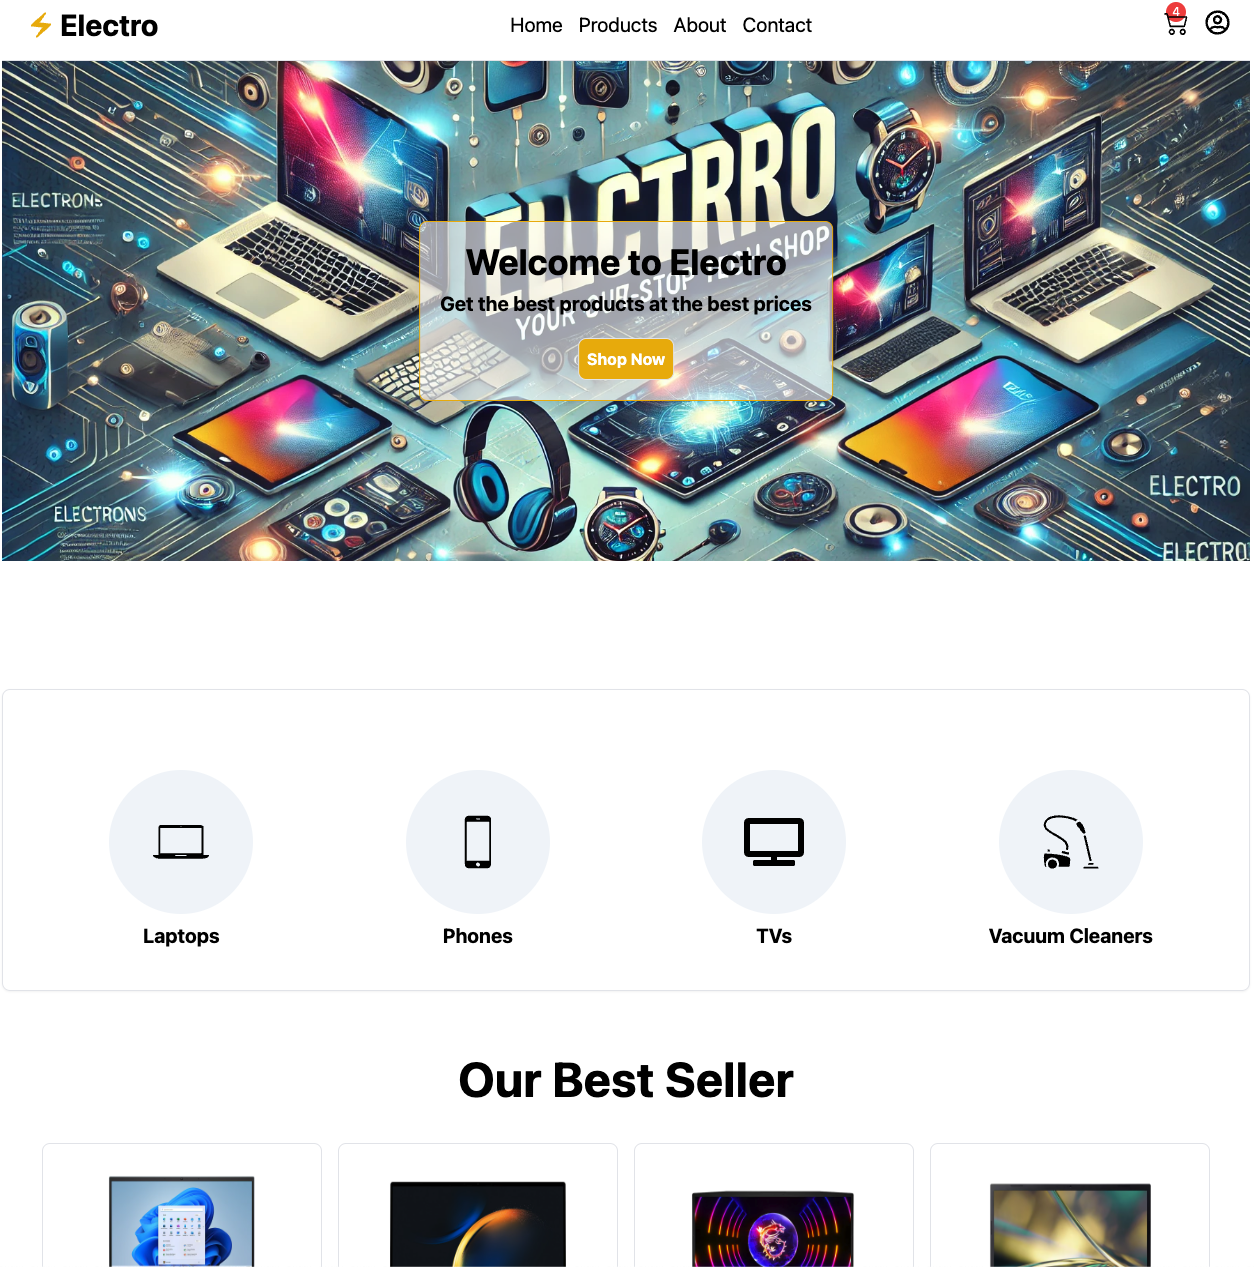 Electro
Home Products About Contact
4
ELECTRONS
ELCTRRO
Welcome to Electro
Get the best products at the best prices
Shop Now
ELECTRO
ELECTRONS
ELECTRO
Laptops
Phones
TVs
Vacuum Cleaners
Our Best Seller